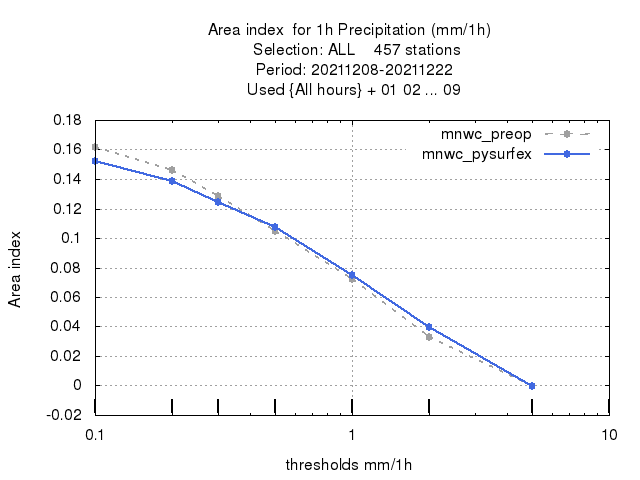 Area index  for 1h Precipitation (mm/1h)
Selection: ALL    457 stations
Period: 20211208-20211222
Used {All hours} + 01 02 ... 09
mnwc_preop
mnwc_pysurfex
0.18
0.16
0.14
0.12
0.1
0.08
0.06
0.04
0.02
0
-0.02
Area index
0.1
1
10
thresholds mm/1h